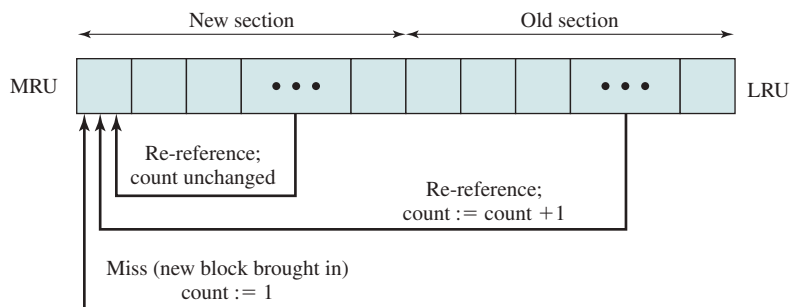 New section
Old section
MRU
• • •
• • •
LRU
Re-reference;
count unchanged
Re-reference;
count := count +1
Miss (new block brought in)
count := 1